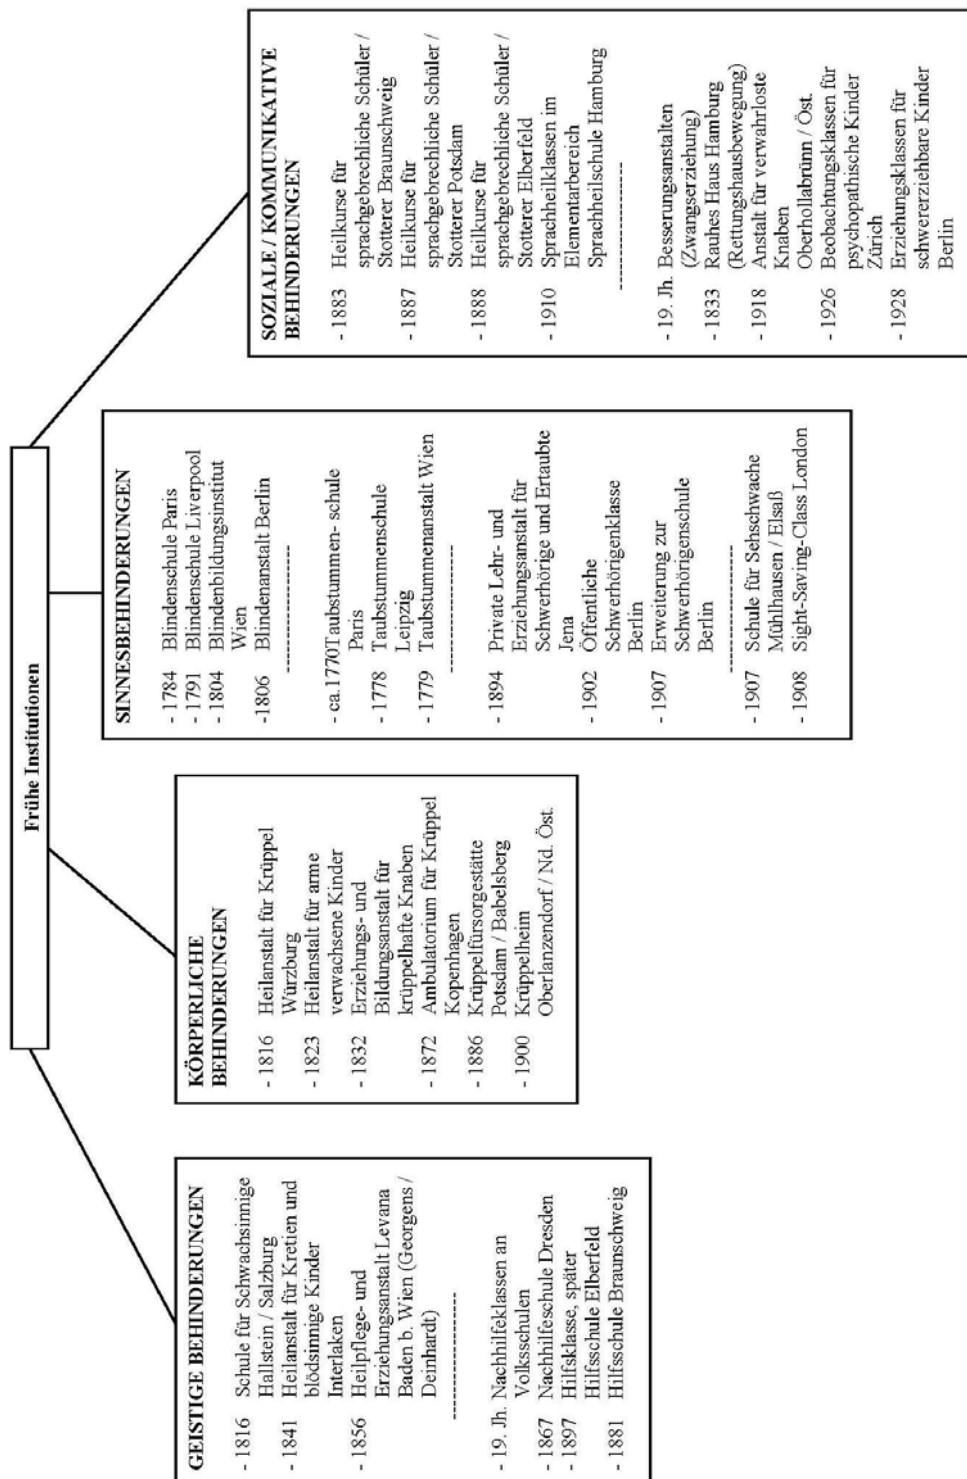 Frühe Institutionen
GEISTIGE BEHINDERUNGEN
- 1816 Schule für Schwachsinnige
Hallstein / Salzburg
- 1841 Heilanstalt für Kretien und
blödsinnige Kinder
Interlaken
- 1856 Heilpflege- und
Erziehungsanstalt Levana
Baden b. Wien (Georgens /
Deinhardt)
---------------------
- 19. Jh. Nachhilfeklassen an
Volksschulen
- 1867 Nachhilfeschule Dresden
- 1897 Hilfsklasse, später
Hilfsschule Elberfeld
- 1881 Hilfsschule Braunschweig
KÖRPERLICHE
BEHINDERUNGEN
- 1816 Heilanstalt für Krüppel
Würzburg
- 1823 Heilanstalt für arme
verwachsene Kinder
- 1832 Erziehungs- und
Bildungsanstalt für
krüppelhafte Knaben
- 1872 Ambulatorium für Krüppel
Kopenhagen
- 1886 Krüppelfürsorgestätte
Potsdam / Babelsberg
- 1900 Krüppelheim
Oberlanzendorf / Nd. Öst.
SINNESBEHINDERUNGEN
- 1784 Blindenschule Paris
- 1791 Blindenschule Liverpool
- 1804 Blindenbildungsinstitut
Wien
-1806 Blindenanstalt Berlin
---------------------
- ca.1770Taubstummen- schule
Paris
- 1778 Taubstummenschule
Leipzig
- 1779 Taubstummenanstalt Wien
---------------------
- 1894 Private Lehr- und
Erziehungsanstalt für
Schwerhörige und Ertaubte
Jena
- 1902 Öffentliche
Schwerhörigenklasse
Berlin
- 1907 Erweiterung zur
Schwerhörigenschule
Berlin
---------------------
- 1907 Schule für Sehschwache
Mühlhausen / Elsaß
- 1908 Sight-Saving-Class London
SOZIALE / KOMMUNIKATIVE
BEHINDERUNGEN
- 1883 Heilkurse für
sprachgebrechliche Schüler /
Stotterer Braunschweig
- 1887 Heilkurse für
sprachgebrechliche Schüler /
Stotterer Potsdam
- 1888 Heilkurse für
sprachgebrechliche Schüler /
Stotterer Elberfeld
- 1910 Sprachheilklassen im
Elementarbereich
Sprachheilschule Hamburg
---------------------
- 19. Jh. Besserungsanstalten
(Zwangserziehung)
- 1833 Rauhes Haus Hamburg
(Rettungshausbewegung)
- 1918 Anstalt für verwahrloste
Knaben
Oberhollabrünn / Öst.
- 1926 Beobachtungsklassen für
psychopathische Kinder
Zürich
- 1928 Erziehungsklassen für
schwererziehbare Kinder
Berlin